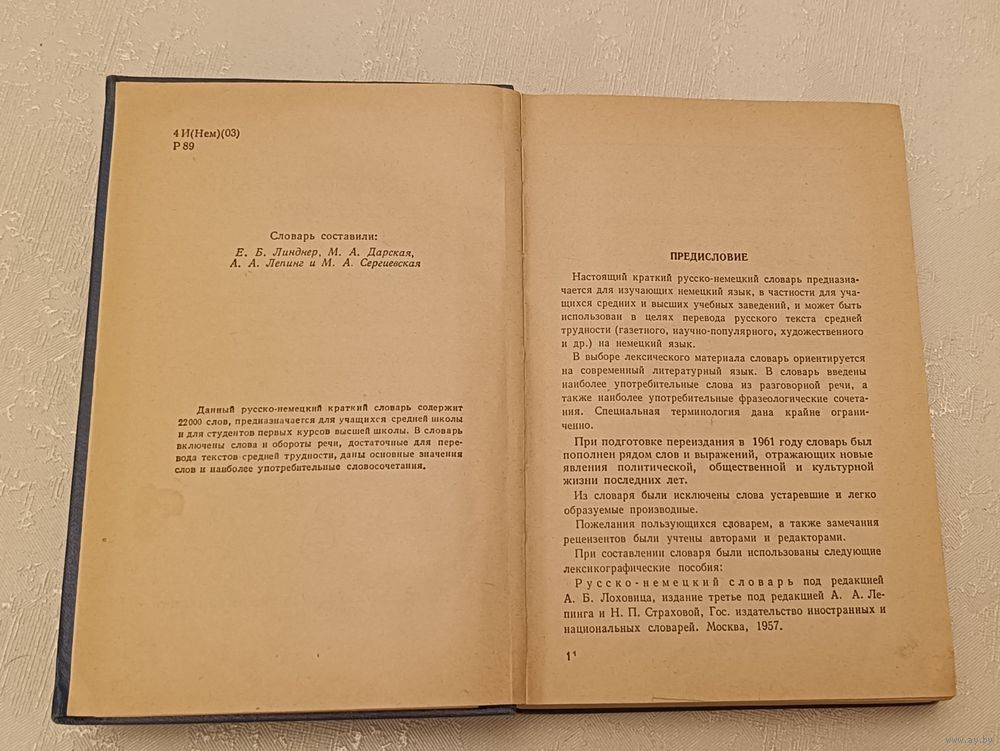 4 И(Нем)(03)
Р 89
Словарь составили:
Е. Б. Линднер, М. А. Дарская,
А. А. Лепинг и М. А. Сергиевская
Данный русско-немецкий краткий словарь содержит
22000 слов, предназначается для учащихся средней школы
и для студентов первых курсов высшей школы. В словарь
включены слова и обороты речи, достаточные для пере-
вода текстов средней трудности, даны основные значения
слов и наиболее употребительные словосочетания.
ПРЕДИСЛОВИЕ
Настоящий краткий русско-немецкий словарь предназна-
чается для изучающих немецкий язык, в частности для уча-
щихся средних и высших учебных заведений, и может быть
использован в целях перевода русского текста средней
трудности (газетного, научно-популярного, художественного
и др.) на немецкий язык.
В выборе лексического материала словарь ориентируется
на современный литературный язык. В словарь введены
наиболее употребительные слова из разговорной речи, а
также наиболее употребительные фразеологические сочета-
ния. Специальная терминология дана крайне ограни-
ченно.
При подготовке переиздания в 1961 году словарь был
пополнен рядом слов и выражений, отражающих новые
явления политической, общественной и культурной
жизни последних лет.
Из словаря были исключены слова устаревшие и легко
образуемые производные.
Пожелания пользующихся словарем, а также замечания
рецензентов были учтены авторами и редакторами.
При составлении словаря были использованы следующие
лексикографические пособия:
Русско-немецкий словарь под редакцией
А. Б. Лоховица, издание третье под редакцией А. А. Ле-
пинга и Н. П. Страховой, Гос. издательство иностранных и
национальных словарей. Москва, 1957.
1*
www.ay.by